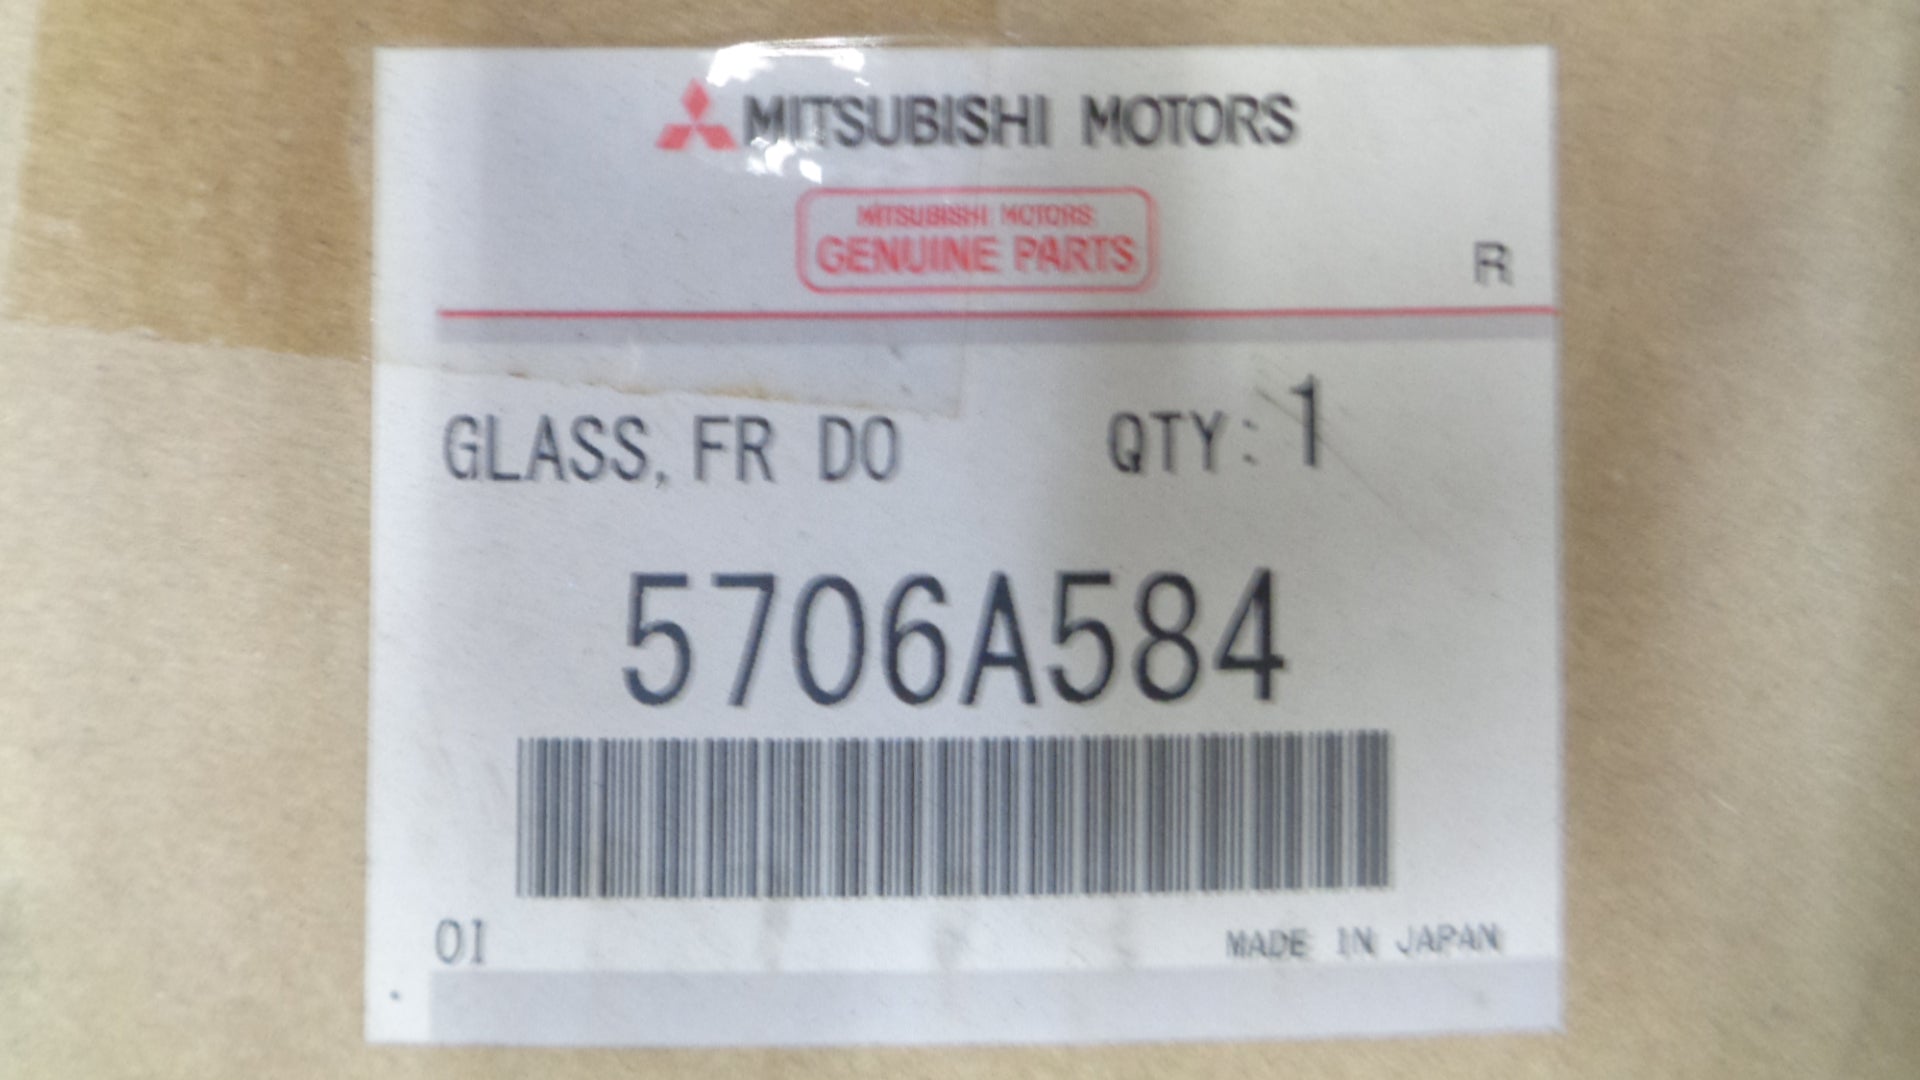 MITSUBISHI MOTORS
MITSUBISHI MOTORS
GENUINE PARTS
R
GLASS, FR DO QTY: 1
5706A584
OI MADE IN JAPAN